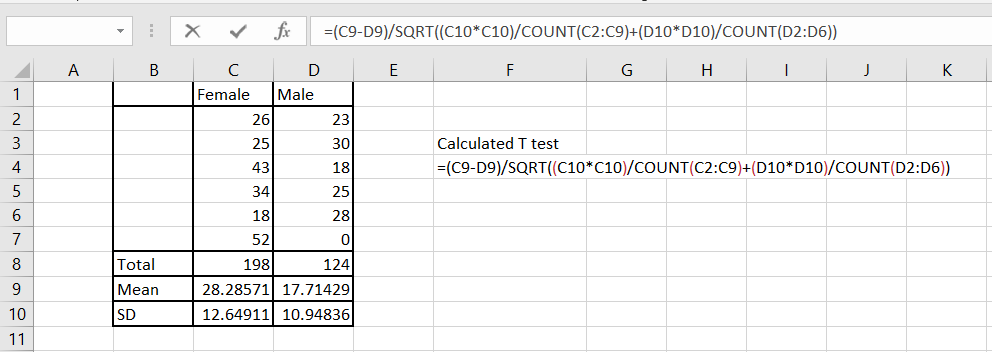 =(C9-D9)/SQRT((C10*C10)/COUNT(C2:C9)+(D10*D10)/COUNT(D2:D6))
A B C D E F G H I J K
1 Female Male
2 26 23
3 25 30 Calculated T test
4 43 18 =(C9-D9)/SQRT((C10*C10)/COUNT(C2:C9)+(D10*D10)/COUNT(D2:D6))
5 34 25
6 18 28
7 52 0
8 Total 198 124
9 Mean 28.28571 17.71429
10 SD 12.64911 10.94836
11